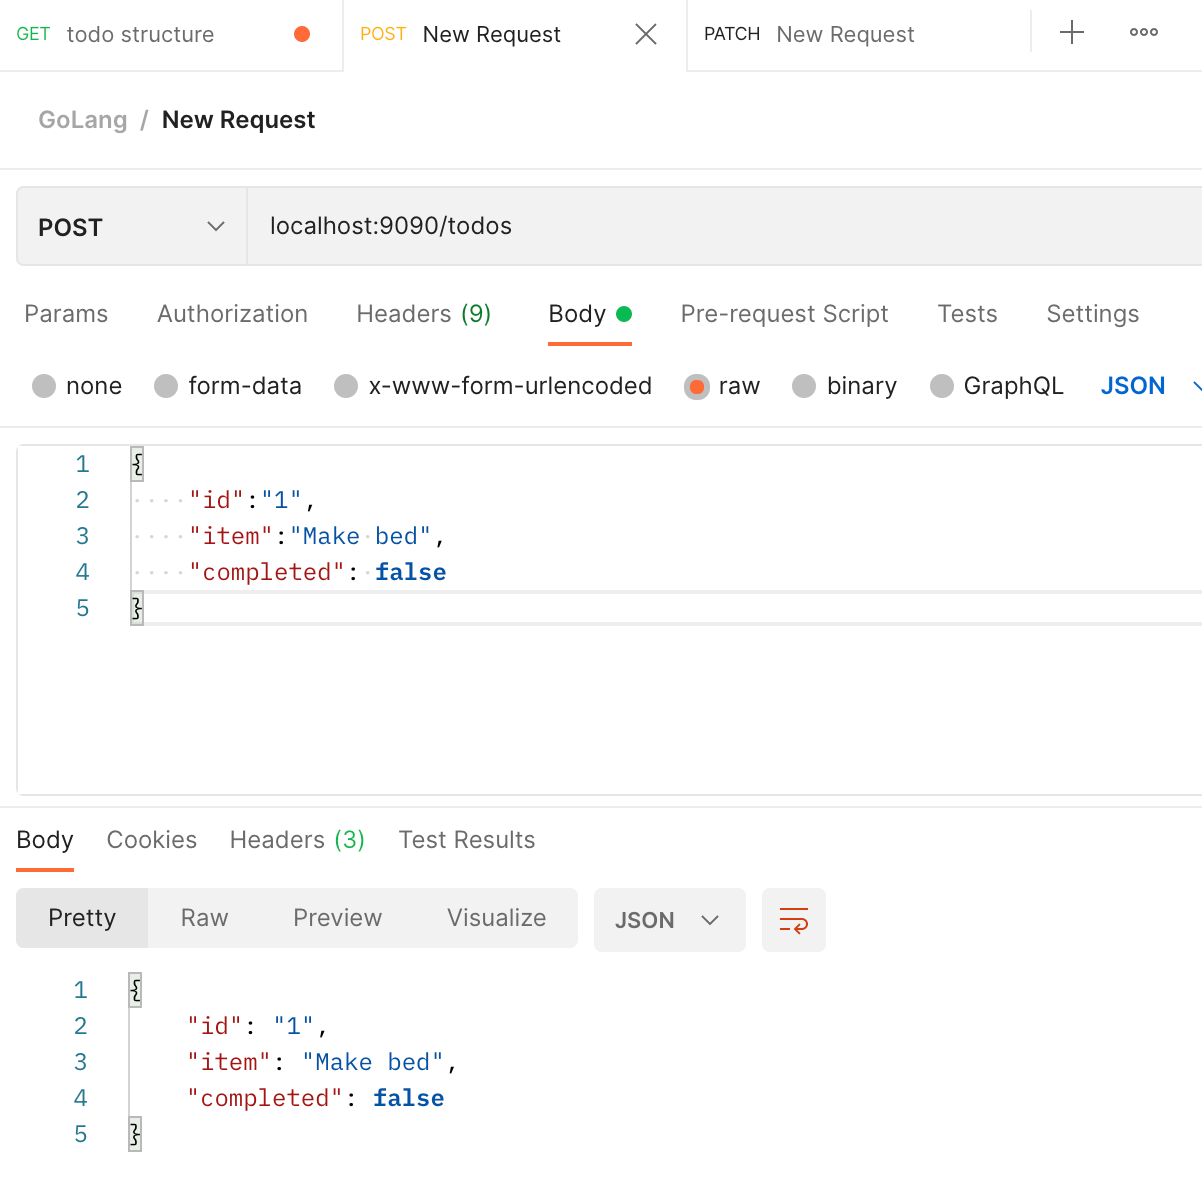 GET todo structure POST New Request PATCH New Request
GoLang / New Request
POST localhost:9090/todos
Params Authorization Headers (9) Body Pre-request Script Tests Settings
none form-data x-www-form-urlencoded raw binary GraphQL JSON
1 {
2 "id":"1",
3 "item":"Make bed",
4 "completed": false
5 }
Body Cookies Headers (3) Test Results
Pretty Raw Preview Visualize JSON
1 {
2 "id": "1",
3 "item": "Make bed",
4 "completed": false
5 }